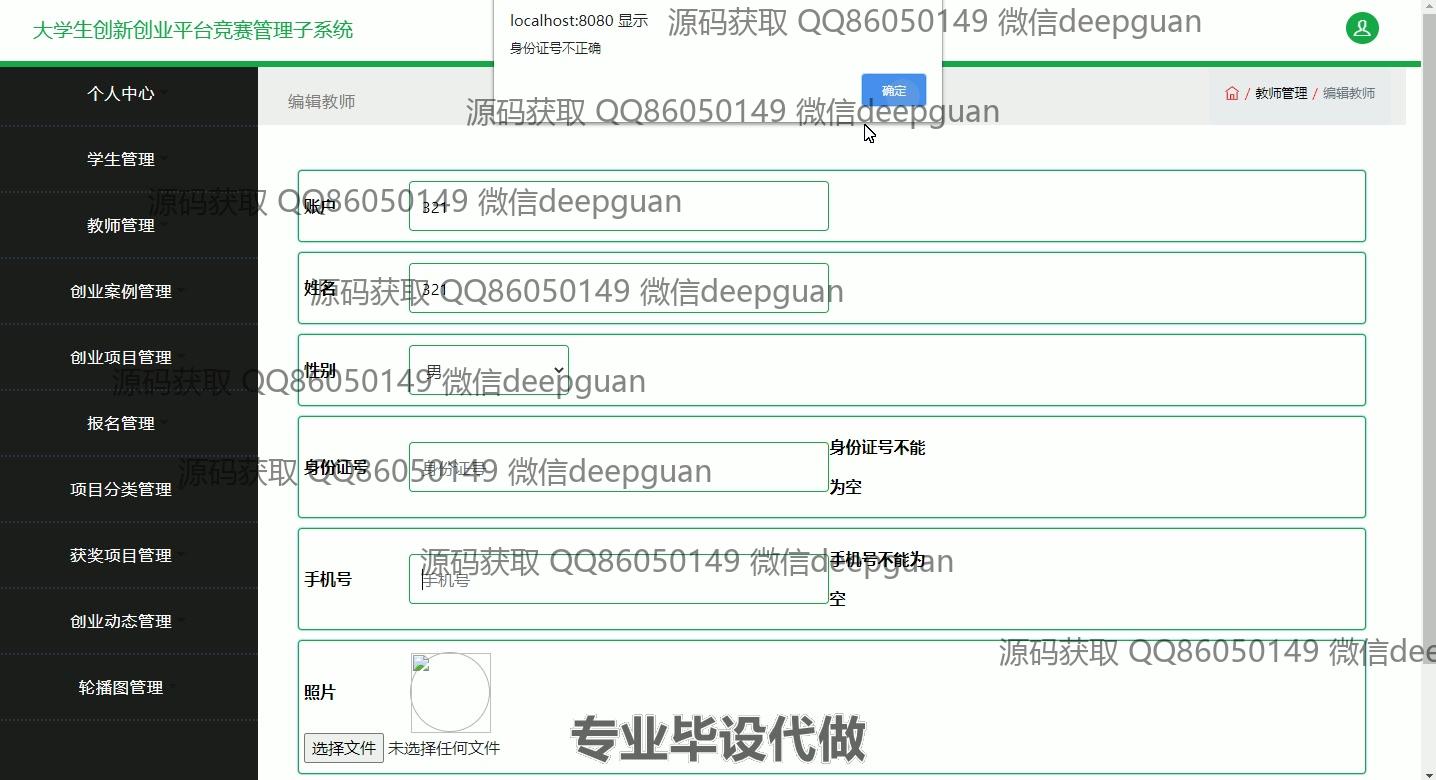 大学生创新创业平台竞赛管理子系统
localhost:8080 显示
身份证号不正确
确定
源码获取 QQ86050149 微信deepguan
个人中心
学生管理
教师管理
创业案例管理
创业项目管理
报名管理
项目分类管理
获奖项目管理
创业动态管理
轮播图管理
编辑教师
/ 教师管理 / 编辑教师
源码获取 QQ86050149 微信deepguan
账户
321
源码获取 QQ86050149 微信deepguan
姓名
321
源码获取 QQ86050149 微信deepguan
性别
男
源码获取 QQ86050149 微信deepguan
身份证号
身份证号
身份证号不能
为空
源码获取 QQ86050149 微信deepguan
手机号
手机号
手机号不能为
空
源码获取 QQ86050149 微信deepguan
源码获取 QQ86050149 微信dee
照片
选择文件 未选择任何文件
专业毕设代做